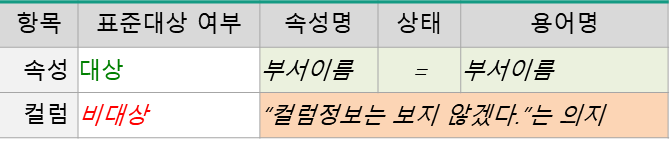 항목 표준대상 여부 속성명 상태 용어명
속성 대상 부서이름 = 부서이름
컬럼 비대상 “컬럼정보는 보지 않겠다.”는 의지